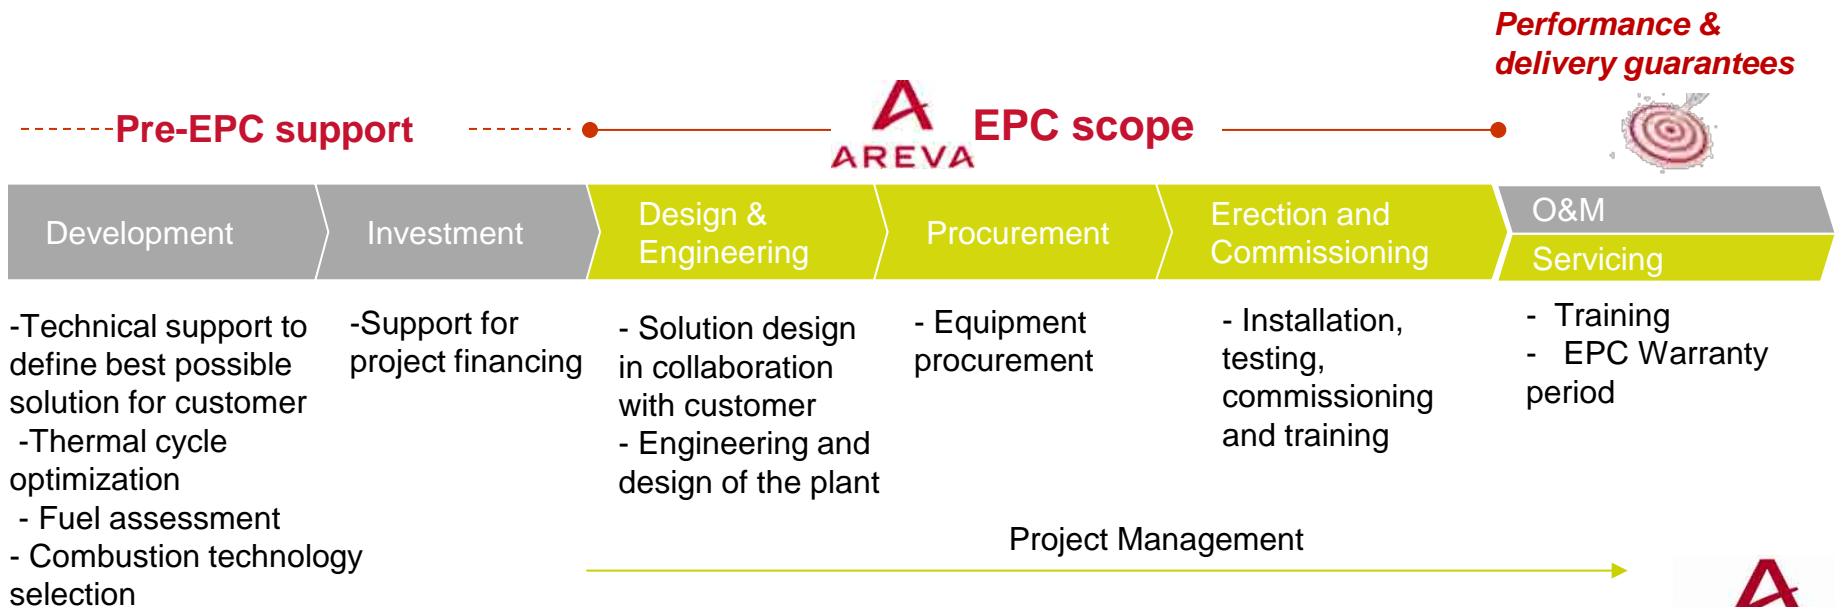 Performance &
delivery guarantees
Pre-EPC support
AREVA
EPC scope
Development
Investment
Design &
Engineering
Procurement
Erection and
Commissioning
O&M
Servicing
-Technical support to
define best possible
solution for customer
-Thermal cycle
optimization
- Fuel assessment
- Combustion technology
selection
-Support for
project financing
- Solution design
in collaboration
with customer
- Engineering and
design of the plant
- Equipment
procurement
- Installation,
testing,
commissioning
and training
- Training
- EPC Warranty
period
Project Management